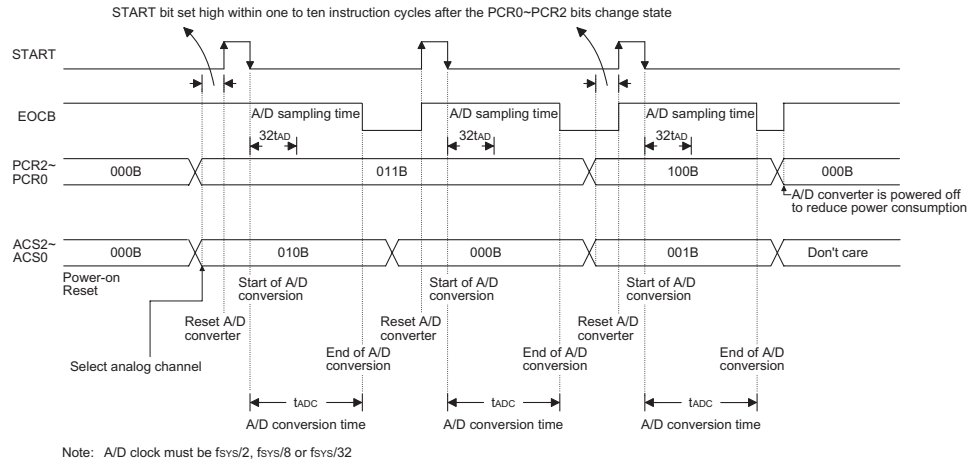 START bit set high within one to ten instruction cycles after the PCR0~PCR2 bits change state
START
EOCB
A/D sampling time
A/D sampling time
A/D sampling time
32tAD
32tAD
32tAD
PCR2~
PCR0
000B
011B
100B
000B
A/D converter is powered off
to reduce power consumption
ACS2~
ACS0
000B
010B
000B
001B
Don't care
Power-on
Reset
Start of A/D
conversion
Start of A/D
conversion
Start of A/D
conversion
Reset A/D
converter
Reset A/D
converter
Reset A/D
converter
Select analog channel
End of A/D
conversion
End of A/D
conversion
End of A/D
conversion
tADC
tADC
tADC
A/D conversion time
A/D conversion time
A/D conversion time
Note: A/D clock must be fSYS/2, fSYS/8 or fSYS/32